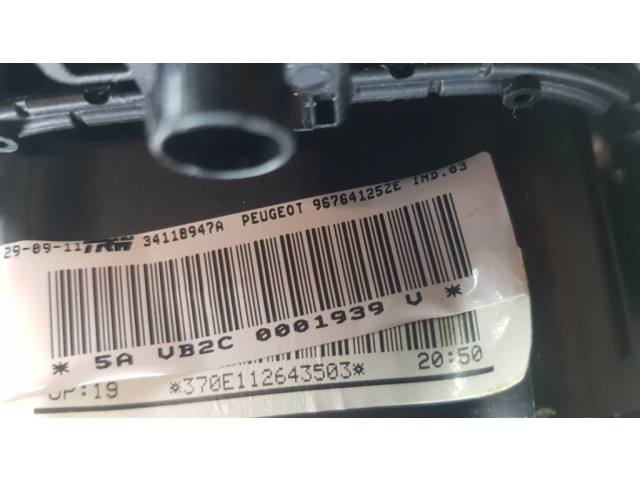 29-09-11 TRW 34118947A PEUGEOT 96764125ZE IND.03
* 5A VB2C 0001939 V *
OP:19 *370E112643503* 20:50